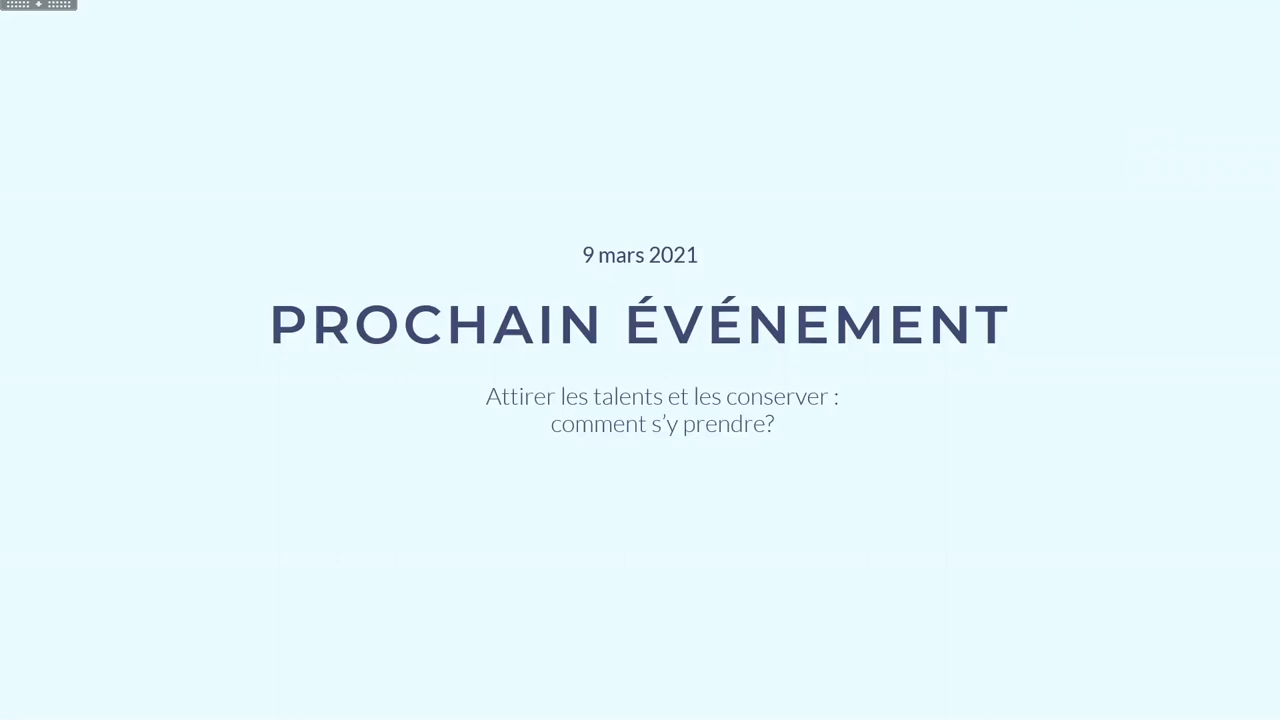 9 mars 2021
PROCHAIN ÉVÉNEMENT
Attirer les talents et les conserver :
comment s’y prendre?